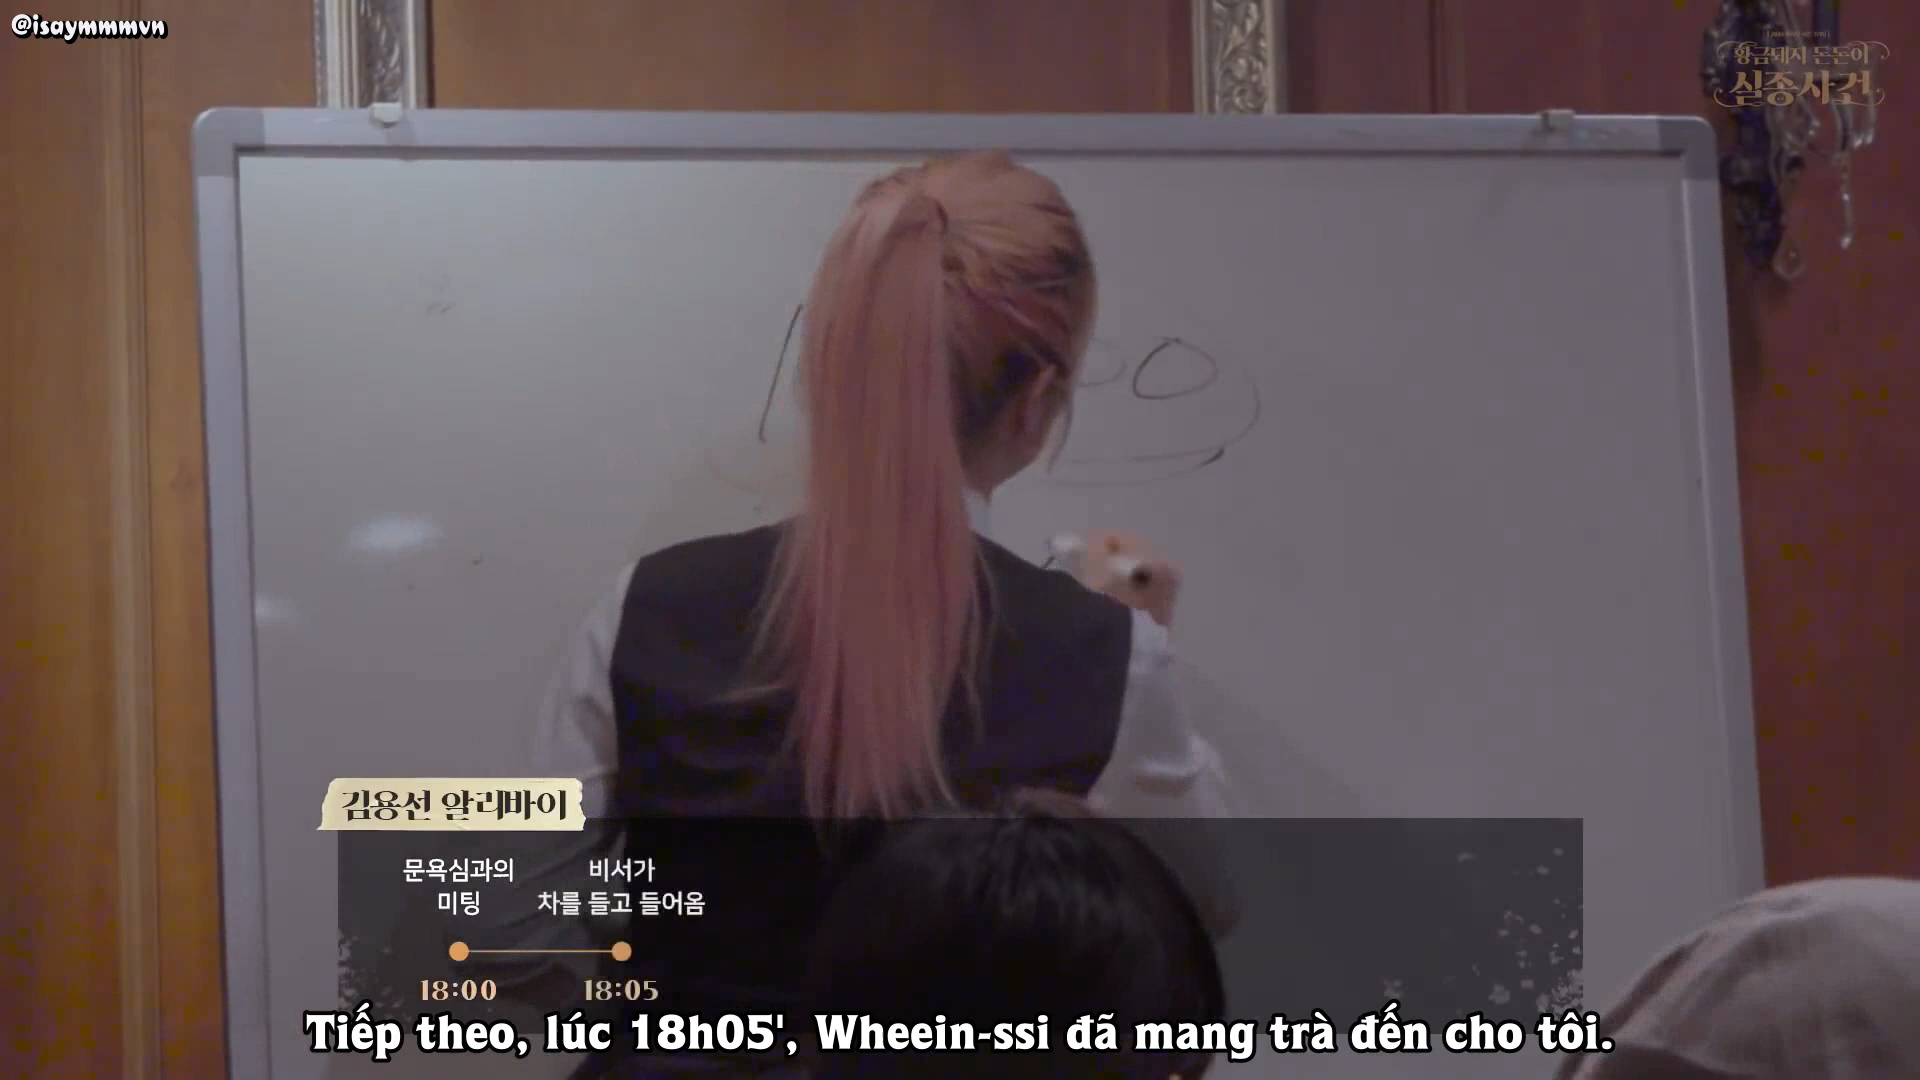 @isaymmmvn
황금돼지 돈돈이
실종사건
김용선 알리바이
문욕심과의
미팅
비서가
차를 들고 들어옴
18:00
18:05
Tiếp theo, lúc 18h05', Wheein-ssi đã mang trà đến cho tôi.